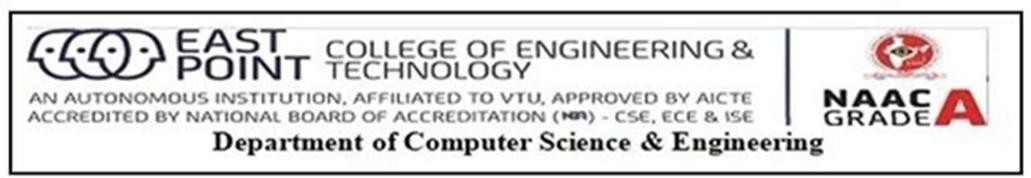 EAST
POINT
COLLEGE OF ENGINEERING &
TECHNOLOGY
AN AUTONOMOUS INSTITUTION, AFFILIATED TO VTU, APPROVED BY AICTE
ACCREDITED BY NATIONAL BOARD OF ACCREDITATION (NBA) - CSE, ECE & ISE
NAAC
GRADE A
Department of Computer Science & Engineering